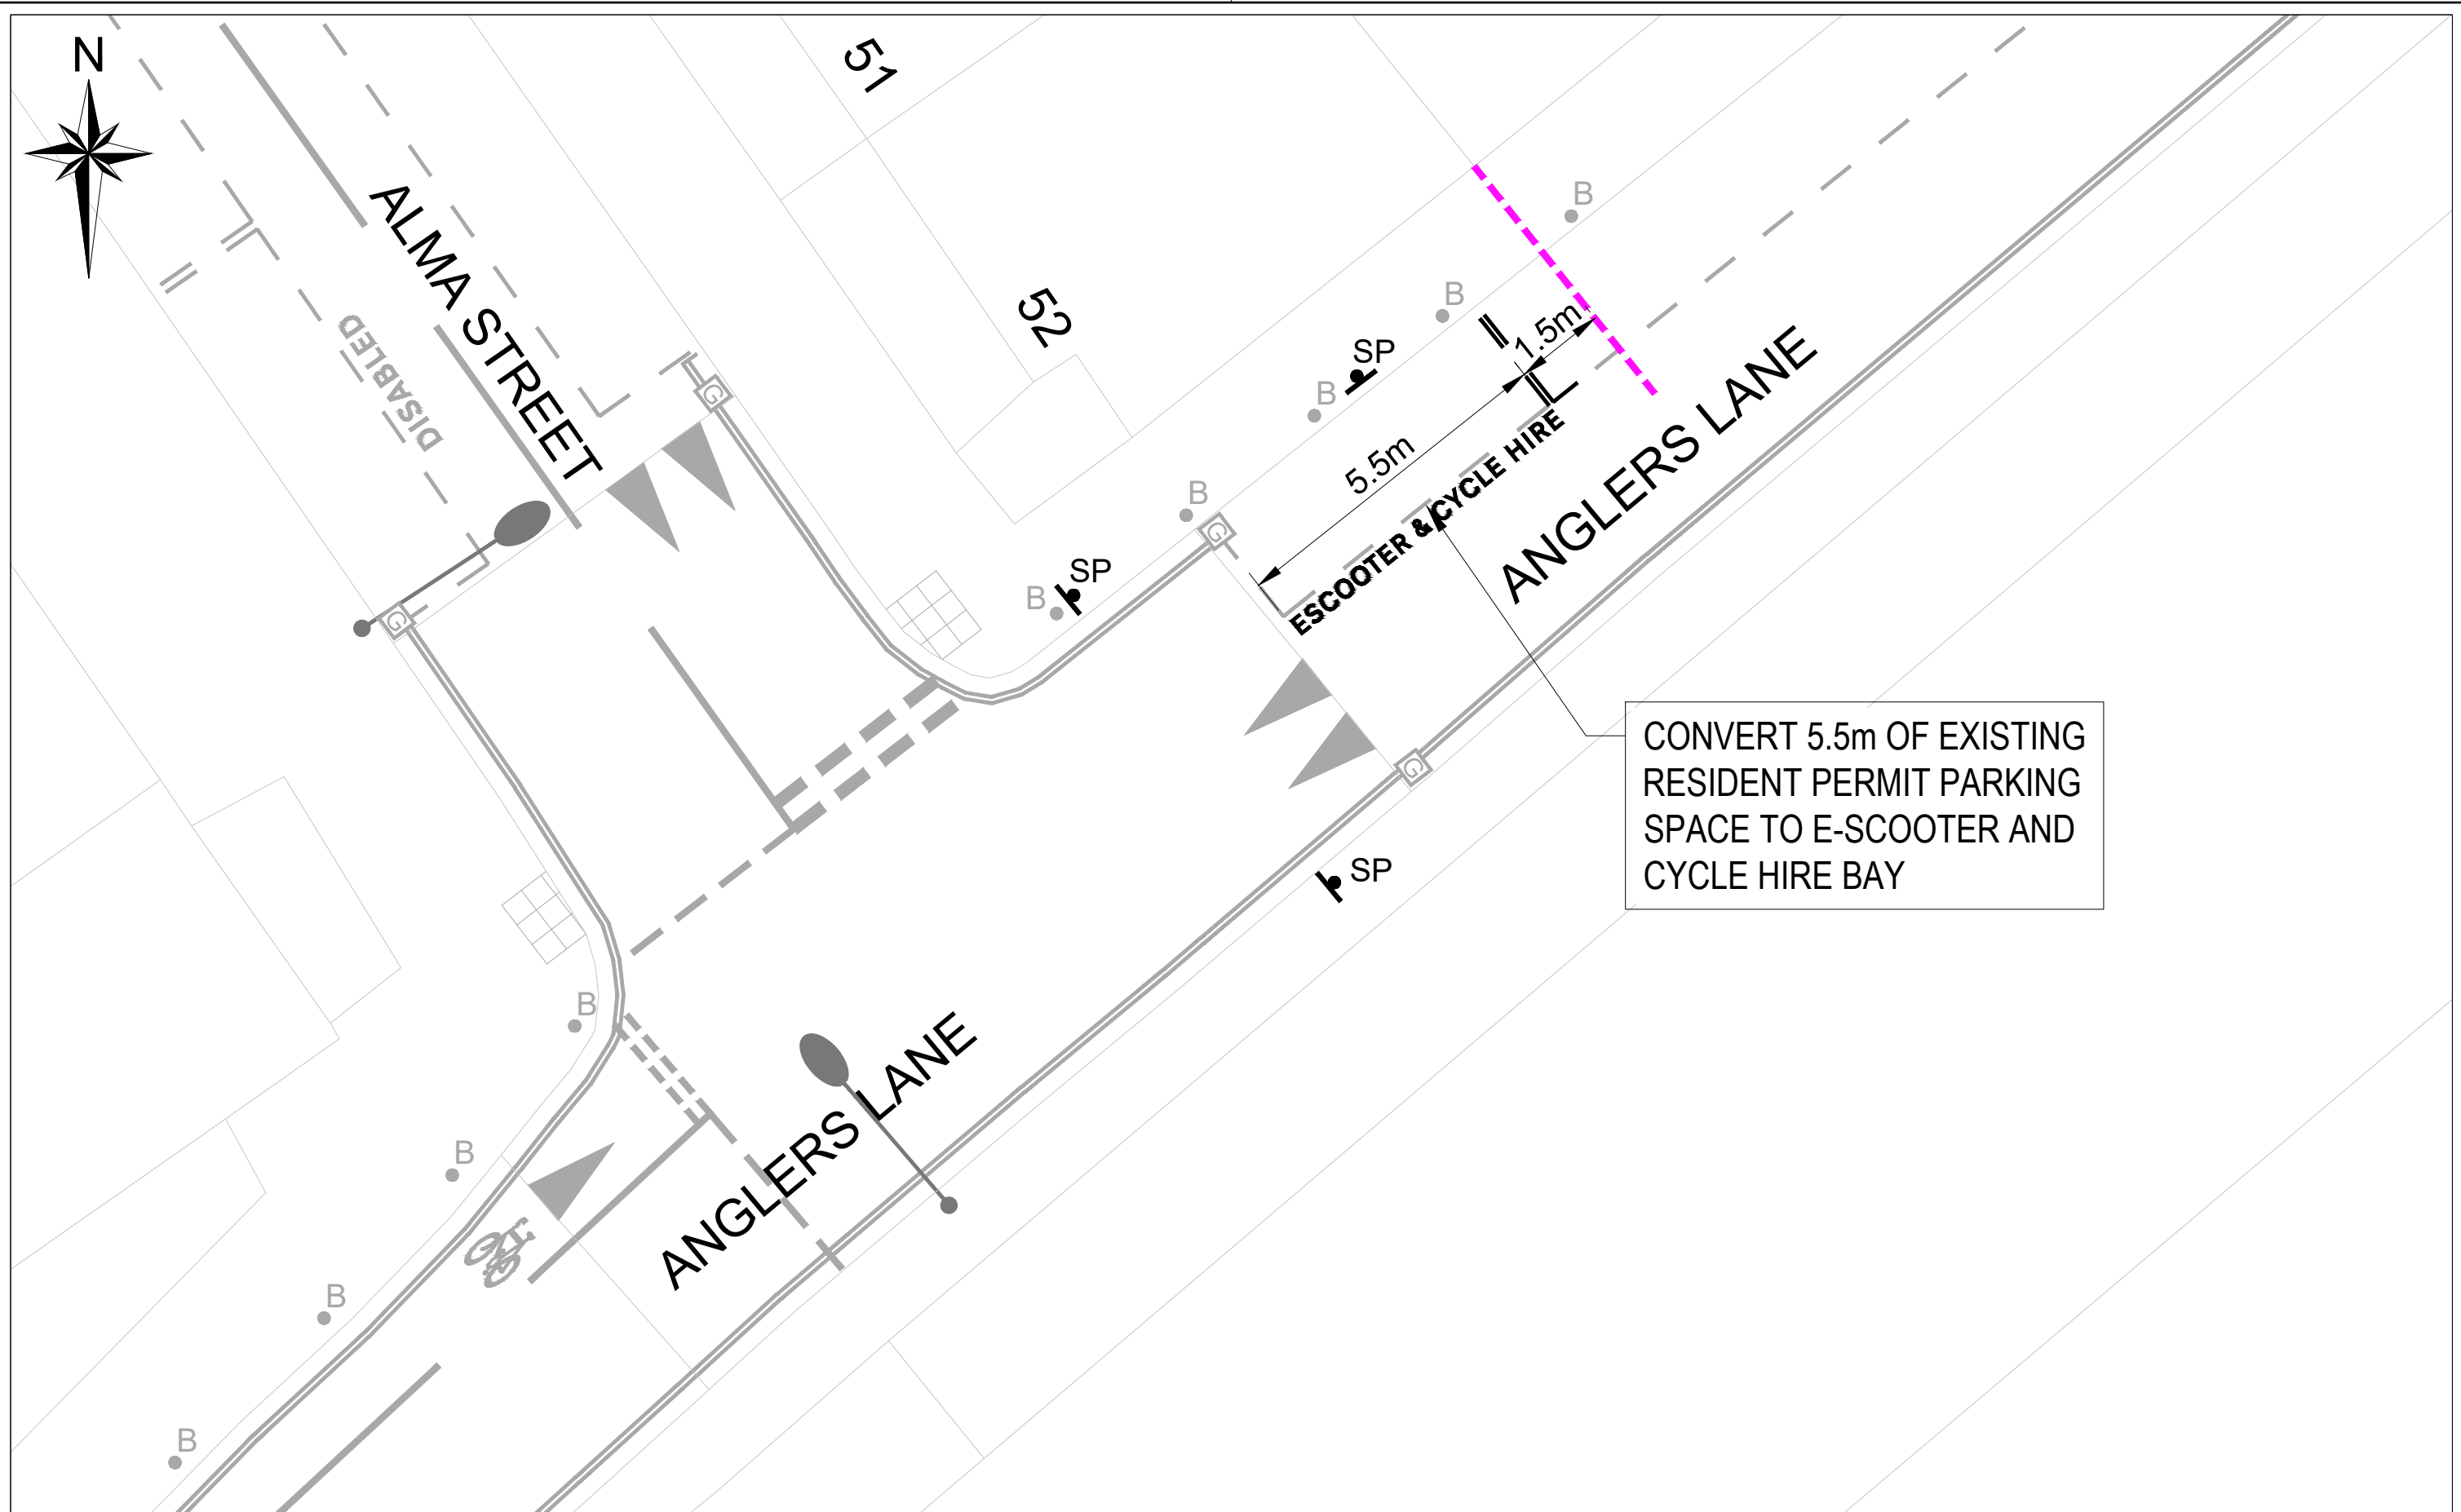 N
51
ALMA STREET
B
52
B
1.5m
DISABLED
SP
B
G
5.5m
ANGLERS LANE
ESCOOTER & CYCLE HIRE
B
G
SP
B
G
CONVERT 5.5m OF EXISTING
RESIDENT PERMIT PARKING
SPACE TO E-SCOOTER AND
CYCLE HIRE BAY
G
SP
B
ANGLERS LANE
B
B
B